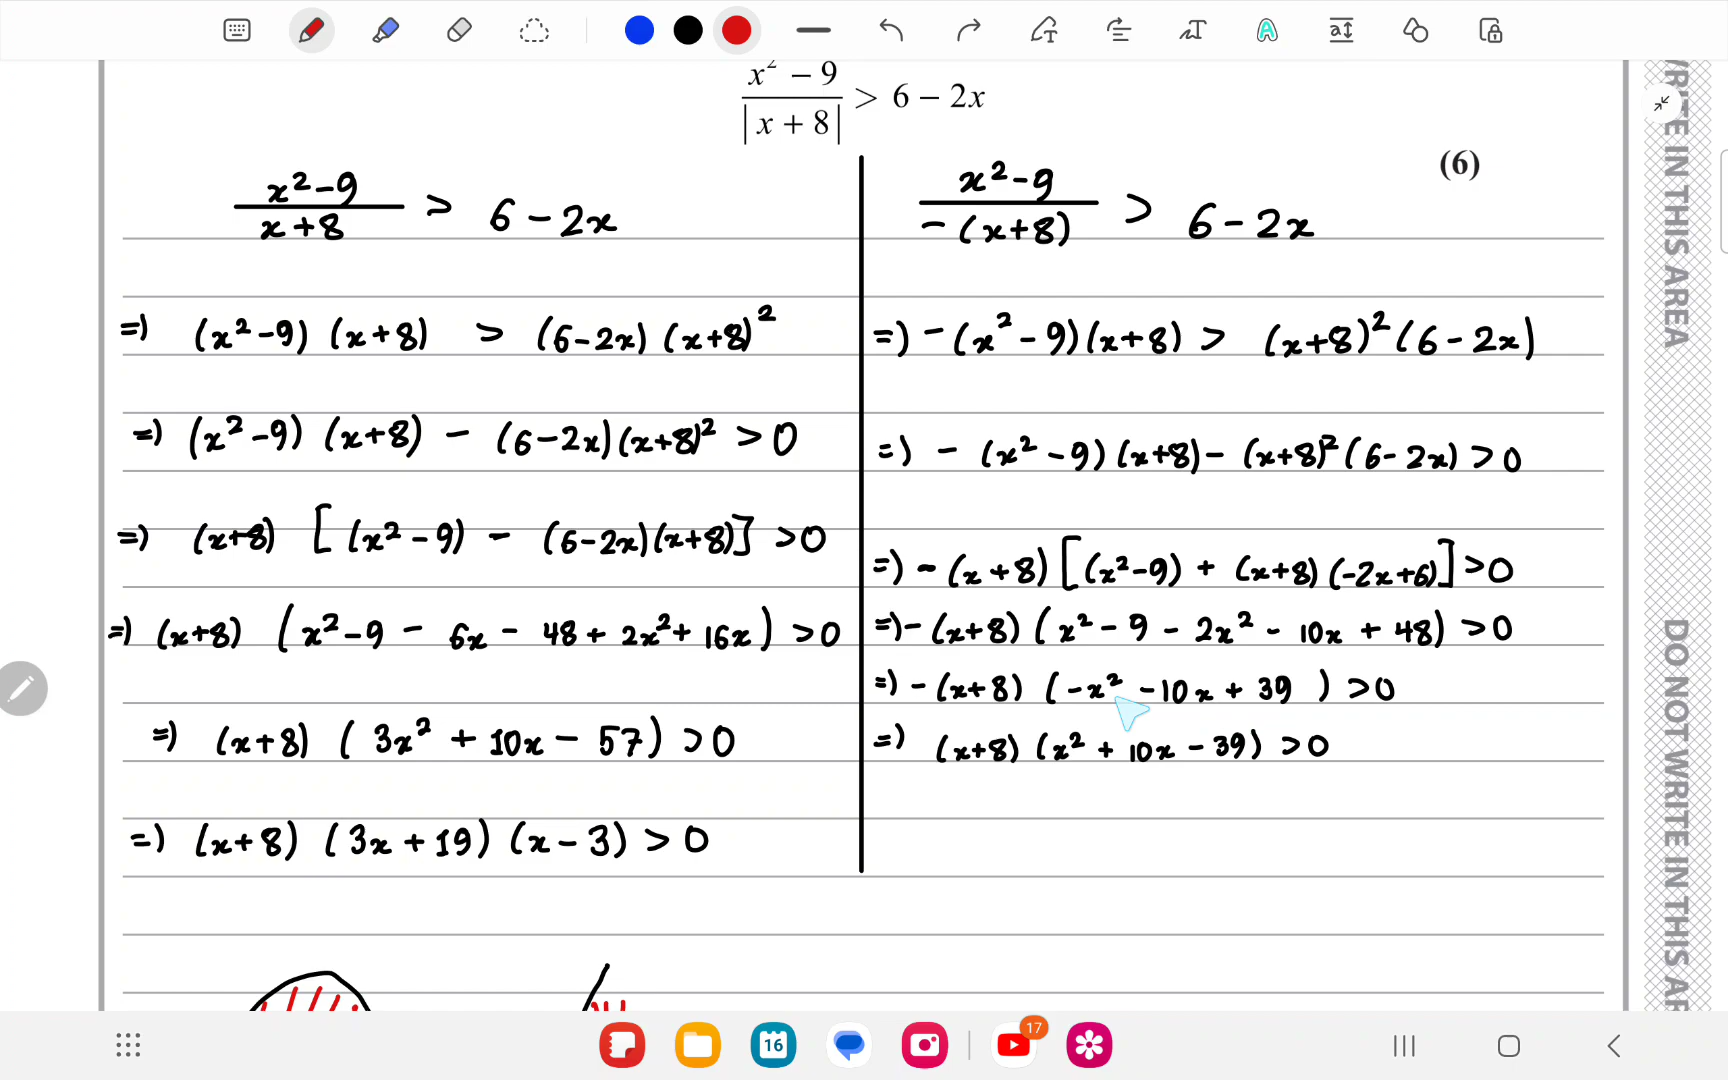 x² − 9
─────── > 6 − 2x
|x + 8|
(6)
x² − 9
─────── > 6 − 2x
x + 8
=) (x² − 9) (x + 8) > (6 − 2x) (x + 8)²
=) (x² − 9) (x + 8) − (6 − 2x)(x + 8)² > 0
=) (x + 8) [(x² − 9) − (6 − 2x)(x + 8)] > 0
=) (x + 8) (x² − 9 − 6x − 48 + 2x² + 16x) > 0
=) (x + 8) (3x² + 10x − 57) > 0
=) (x + 8) (3x + 19) (x − 3) > 0
x² − 9
─────── > 6 − 2x
−(x + 8)
=) −(x² − 9)(x + 8) > (x + 8)² (6 − 2x)
=) −(x² − 9)(x + 8) − (x + 8)² (6 − 2x) > 0
=) −(x + 8) [(x² − 9) + (x + 8)(−2x + 6)] > 0
=) −(x + 8) (x² − 9 − 2x² − 10x + 48) > 0
=) −(x + 8) (−x² − 10x + 39) > 0
=) (x + 8) (x² + 10x − 39) > 0
WRITE IN THIS AREA
DO NOT WRITE IN THIS AR
16
17